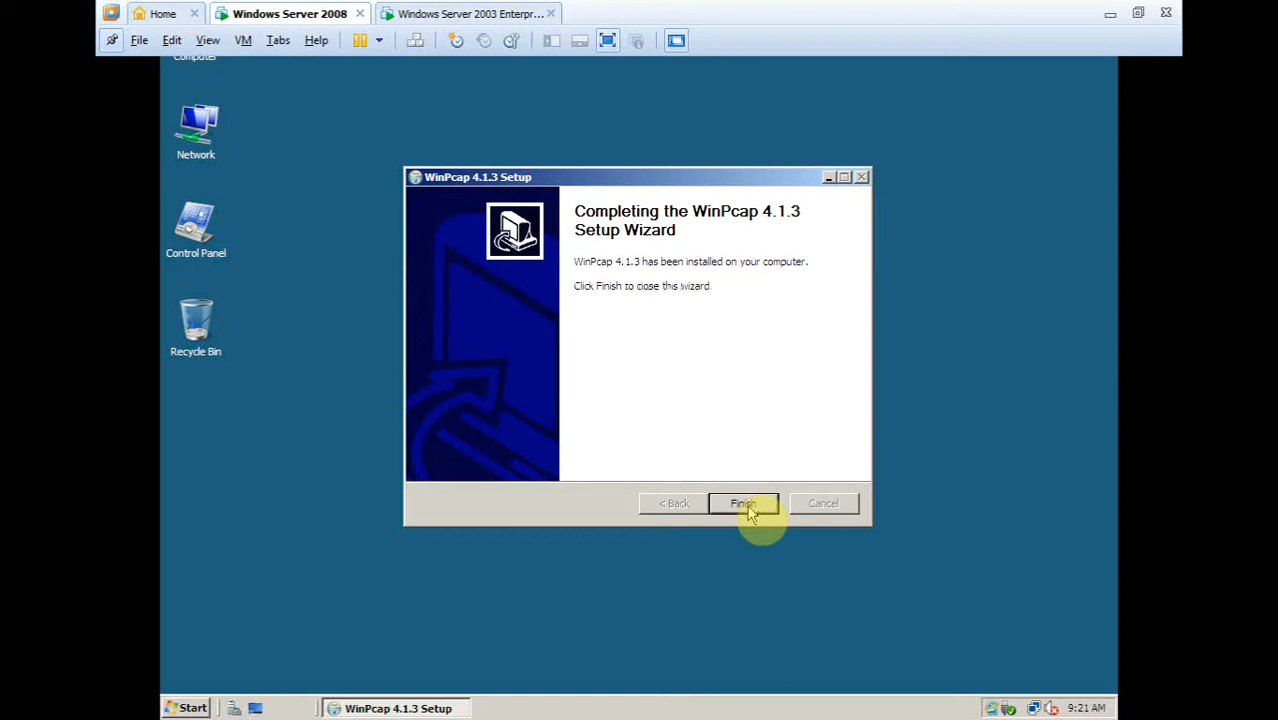 Home
Windows Server 2008
Windows Server 2003 Enterpr...
File Edit View VM Tabs Help
Computer
Network
Control Panel
Recycle Bin
WinPcap 4.1.3 Setup
Completing the WinPcap 4.1.3
Setup Wizard
WinPcap 4.1.3 has been installed on your computer.
Click Finish to close this wizard.
< Back Finish Cancel
Start
WinPcap 4.1.3 Setup
9:21 AM